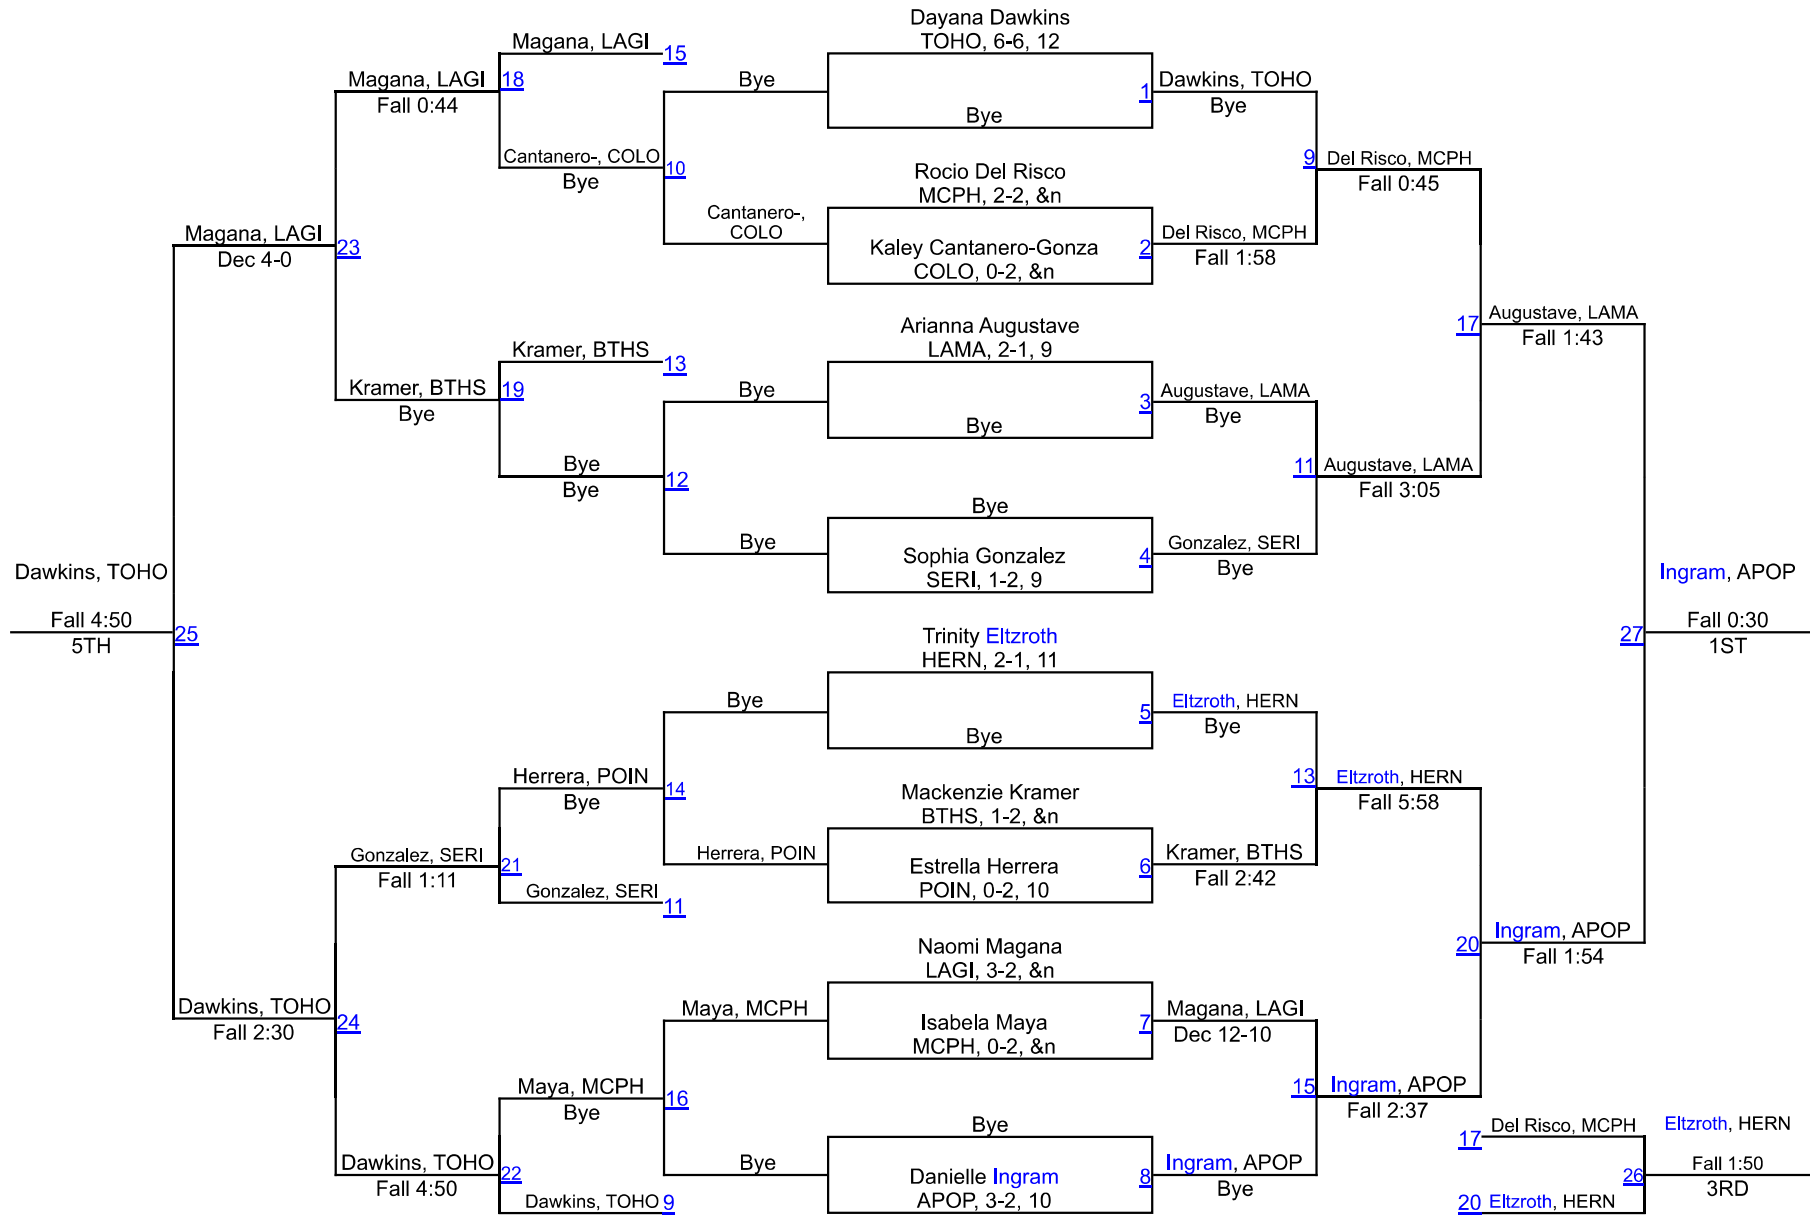 Dayana Dawkins
TOHO, 6-6, 12
Bye
Rocio Del Risco
MCPH, 2-2, &n
Kaley Cantanero-Gonza
COLO, 0-2, &n
Arianna Augustave
LAMA, 2-1, 9
Bye
Bye
Sophia Gonzalez
SERI, 1-2, 9
Trinity Eltzroth
HERN, 2-1, 11
Bye
Mackenzie Kramer
BTHS, 1-2, &n
Estrella Herrera
POIN, 0-2, 10
Naomi Magana
LAGI, 3-2, &n
Isabela Maya
MCPH, 0-2, &n
Bye
Danielle Ingram
APOP, 3-2, 10
1
Dawkins, TOHO
Bye
2
Del Risco, MCPH
Fall 1:58
3
Augustave, LAMA
Bye
4
Gonzalez, SERI
Bye
5
Eltzroth, HERN
Bye
6
Kramer, BTHS
Fall 2:42
7
Magana, LAGI
Dec 12-10
8
Ingram, APOP
Bye
9
Del Risco, MCPH
Fall 0:45
11
Augustave, LAMA
Fall 3:05
13
Eltzroth, HERN
Fall 5:58
15
Ingram, APOP
Fall 2:37
17
Augustave, LAMA
Fall 1:43
20
Ingram, APOP
Fall 1:54
27
Ingram, APOP
Fall 0:30
1ST
17
Del Risco, MCPH
20
Eltzroth, HERN
26
Eltzroth, HERN
Fall 1:50
3RD
Bye
Cantanero-,
COLO
Bye
Bye
Bye
Herrera, POIN
Maya, MCPH
Bye
10
Cantanero-, COLO
Bye
12
Bye
Bye
14
Herrera, POIN
Bye
16
Maya, MCPH
Bye
Magana, LAGI
15
Kramer, BTHS
13
Gonzalez, SERI
11
Dawkins, TOHO
9
18
Magana, LAGI
Fall 0:44
19
Kramer, BTHS
Bye
21
Gonzalez, SERI
Fall 1:11
22
Dawkins, TOHO
Fall 4:50
23
Magana, LAGI
Dec 4-0
24
Dawkins, TOHO
Fall 2:30
25
Dawkins, TOHO
Fall 4:50
5TH